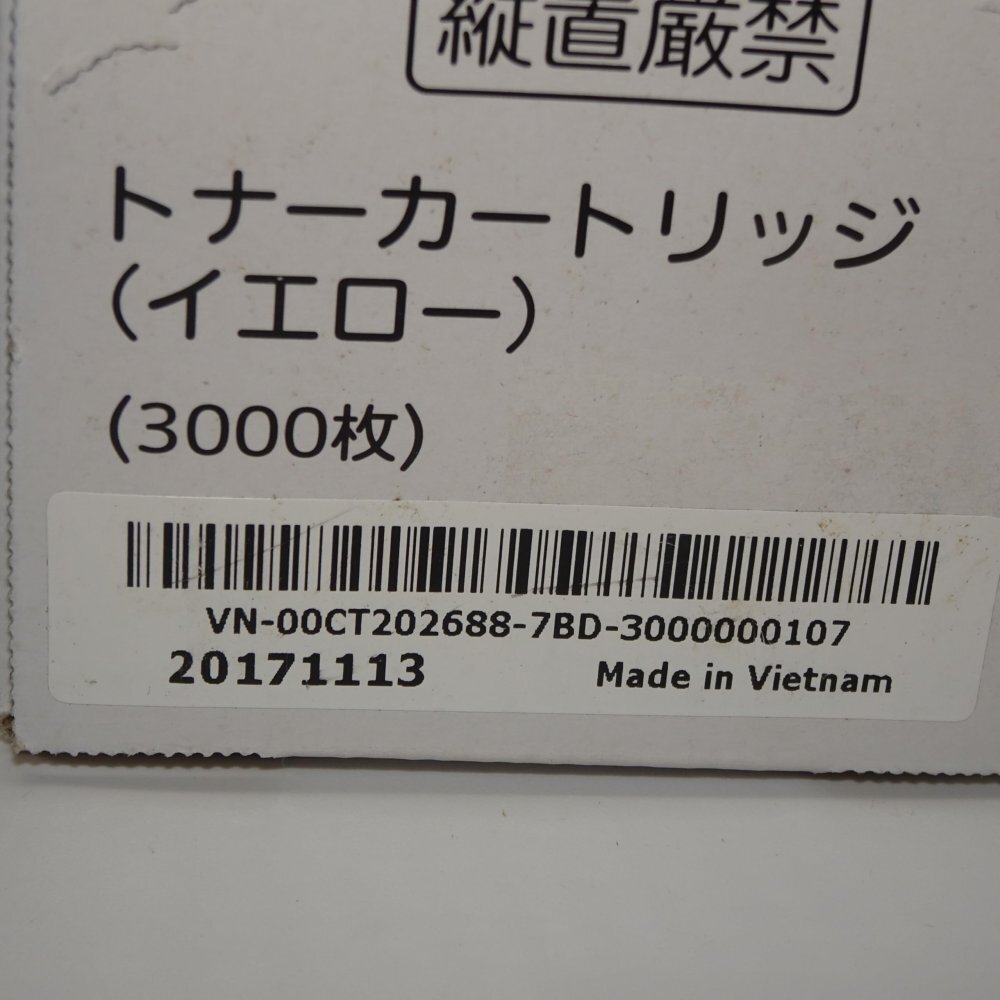 縦置厳禁
トナーカートリッジ
(イエロー)
(3000枚)
VN-00CT202688-7BD-3000000107
20171113 Made in Vietnam